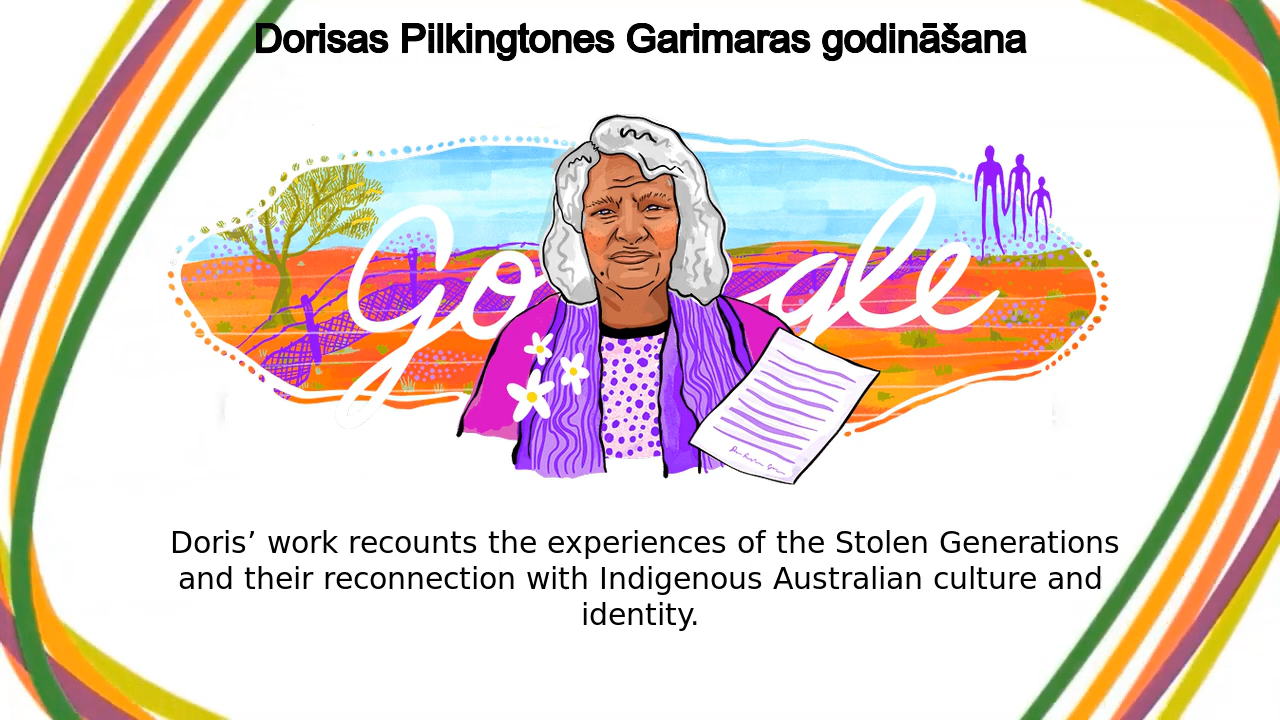 Dorisas Pilkingtones Garimaras godināšana
Google
Doris’ work recounts the experiences of the Stolen Generations
and their reconnection with Indigenous Australian culture and
identity.